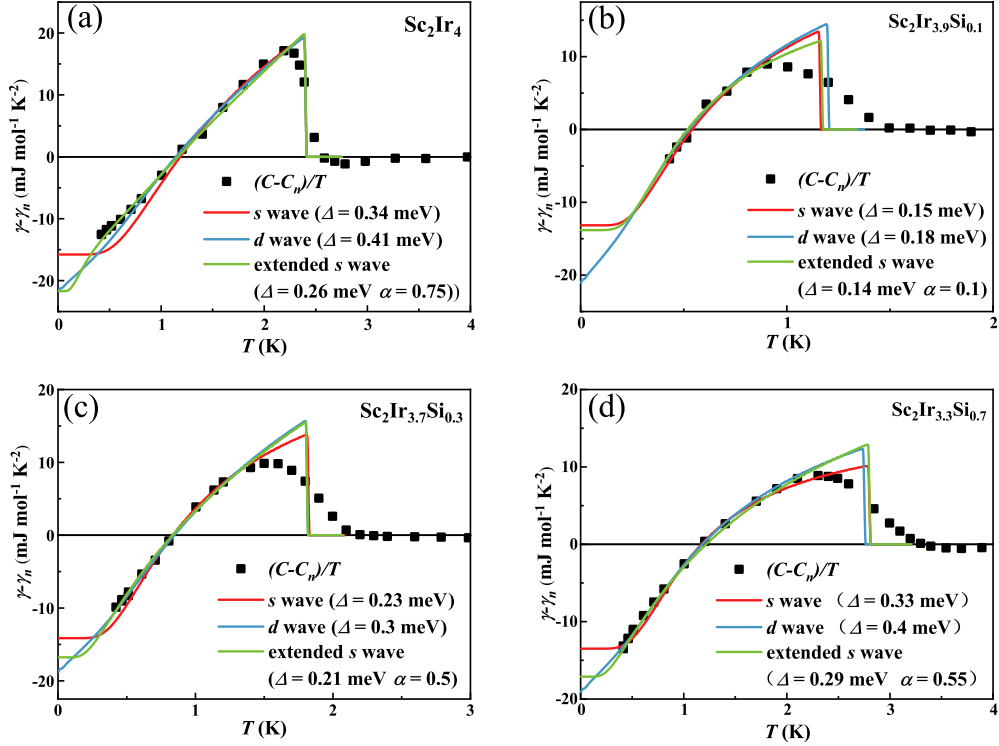 (a)
Sc₂Ir₄
γ-γₙ (mJ mol⁻¹ K⁻²)
20
10
0
-10
-20
(C-Cₙ)/T
s wave (Δ = 0.34 meV)
d wave (Δ = 0.41 meV)
extended s wave
(Δ = 0.26 meV α = 0.75))
0 1 2 3 4
T (K)
(b)
Sc₂Ir₃.₉Si₀.₁
γ-γₙ (mJ mol⁻¹ K⁻²)
10
0
-10
-20
(C-Cₙ)/T
s wave (Δ = 0.15 meV)
d wave (Δ = 0.18 meV)
extended s wave
(Δ = 0.14 meV α = 0.1)
0 1 2
T (K)
(c)
Sc₂Ir₃.₇Si₀.₃
γ-γₙ (mJ mol⁻¹ K⁻²)
20
10
0
-10
-20
(C-Cₙ)/T
s wave (Δ = 0.23 meV)
d wave (Δ = 0.3 meV)
extended s wave
(Δ = 0.21 meV α = 0.5)
0 1 2 3
T (K)
(d)
Sc₂Ir₃.₃Si₀.₇
γ-γₙ (mJ mol⁻¹ K⁻²)
20
10
0
-10
-20
(C-Cₙ)/T
s wave （Δ = 0.33 meV）
d wave （Δ = 0.4 meV）
extended s wave
（Δ = 0.29 meV α = 0.55）
0 1 2 3 4
T (K)